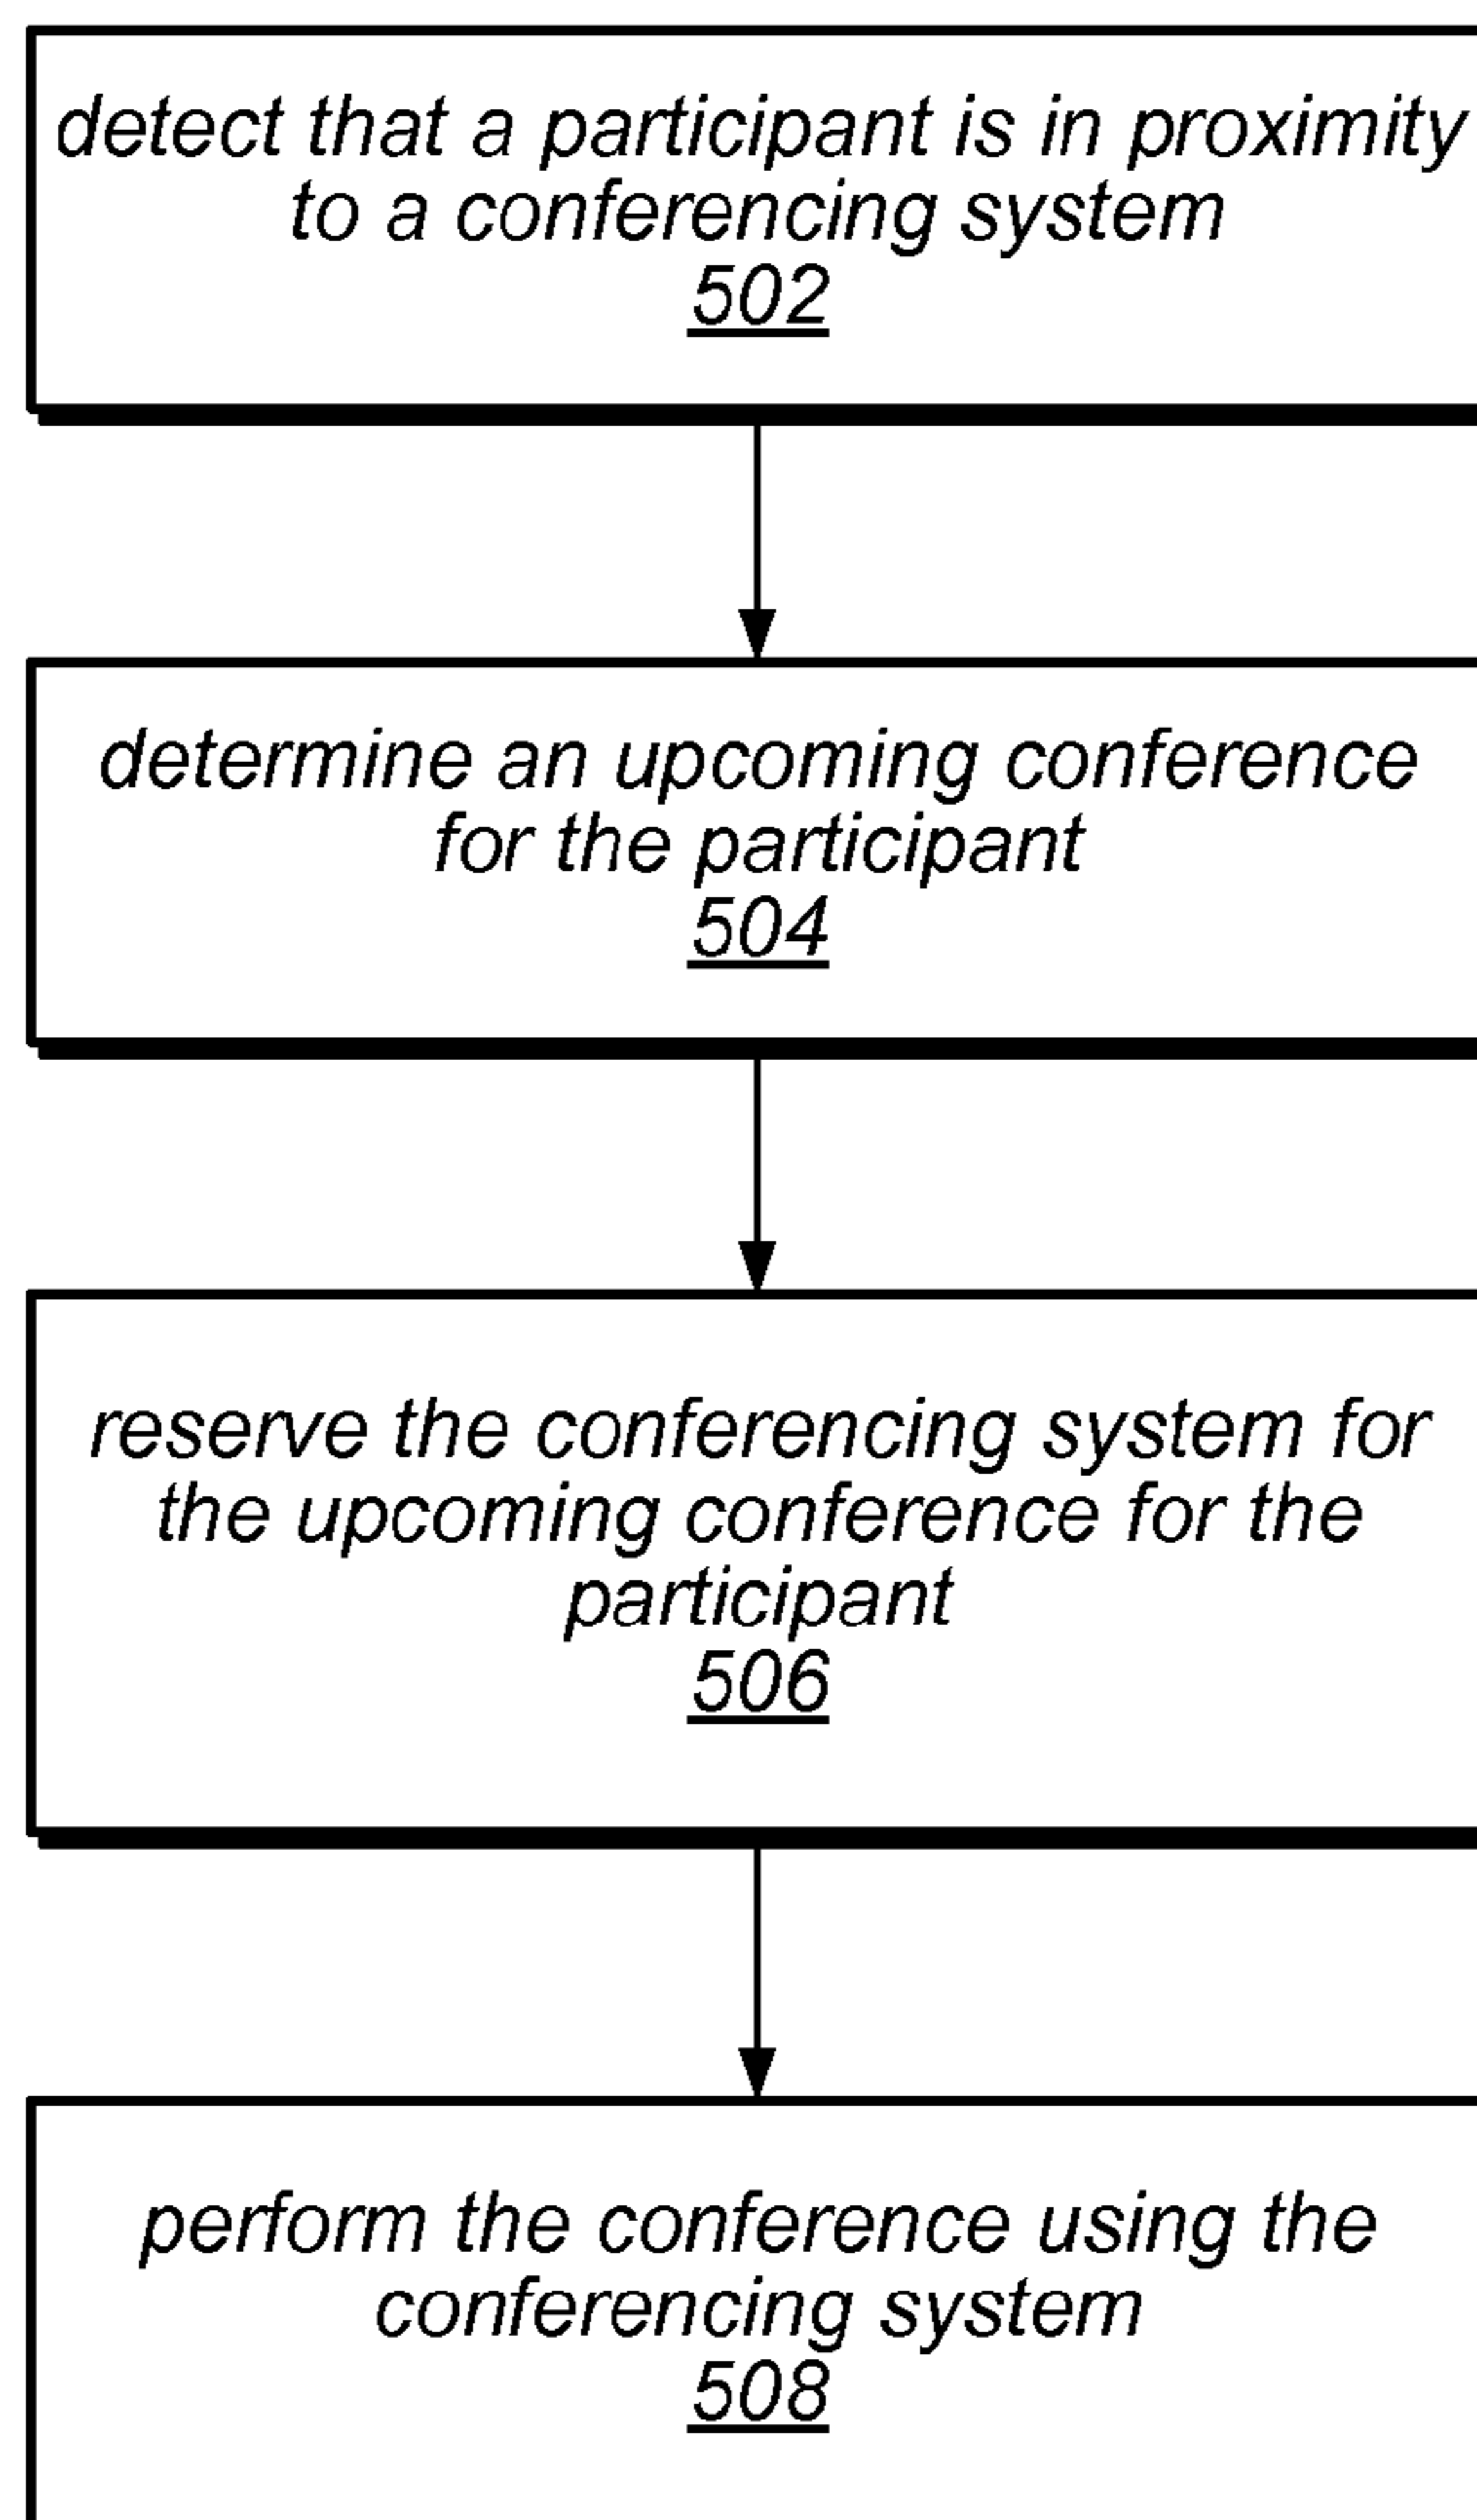 detect that a participant is in proximity
to a conferencing system
502
determine an upcoming conference
for the participant
504
reserve the conferencing system for
the upcoming conference for the
participant
506
perform the conference using the
conferencing system
508